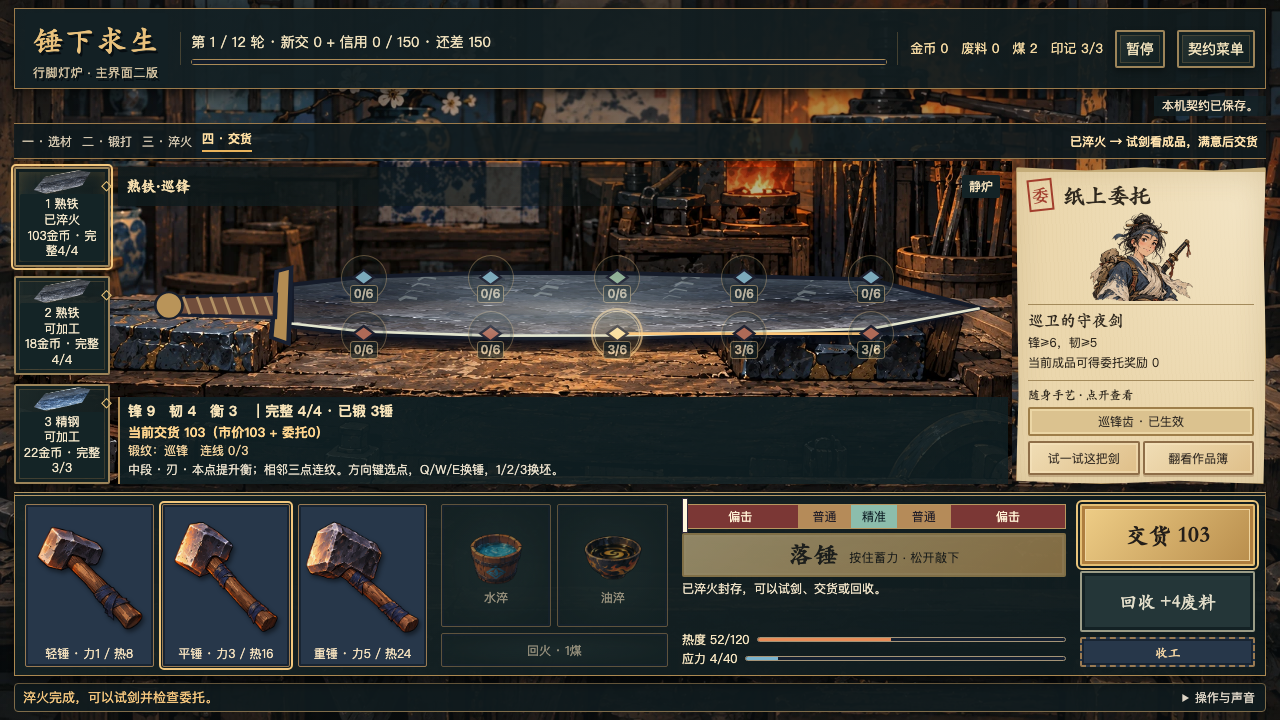 锤下求生
行脚灯炉 · 主界面二版
第 1 / 12 轮 · 新交 0 + 信用 0 / 150 · 还差 150
金币 0 废料 0 煤 2 印记 3/3
暂停
契约菜单
本机契约已保存。
一 · 选材 二 · 锻打 三 · 淬火 四 · 交货
已淬火 → 试剑看成品，满意后交货
1 熟铁
已淬火
103金币 · 完
整4/4
2 熟铁
可加工
18金币 · 完整
4/4
3 精钢
可加工
22金币 · 完整
3/3
熟铁·巡锋
静炉
0/6 0/6 0/6 0/6 0/6
0/6 0/6 3/6 3/6 3/6
锋 9 韧 4 衡 3 | 完整 4/4 · 已锻 3锤
当前交货 103（市价103 + 委托0）
锻纹：巡锋 连线 0/3
中段 · 刃 · 本点提升衡；相邻三点连纹。方向键选点，Q/W/E换锤，1/2/3换坯。
委 纸上委托
巡卫的守夜剑
锋≥6，韧≥5
当前成品可得委托奖励 0
随身手艺 · 点开查看
巡锋齿 · 已生效
试一试这把剑
翻看作品簿
轻锤 · 力1 / 热8
平锤 · 力3 / 热16
重锤 · 力5 / 热24
水淬
油淬
回火 · 1煤
偏击 普通 精准 普通 偏击
落锤 按住蓄力 · 松开敲下
已淬火封存，可以试剑、交货或回收。
热度 52/120
应力 4/40
交货 103
回收 +4废料
收工
淬火完成，可以试剑并检查委托。
▶ 操作与声音